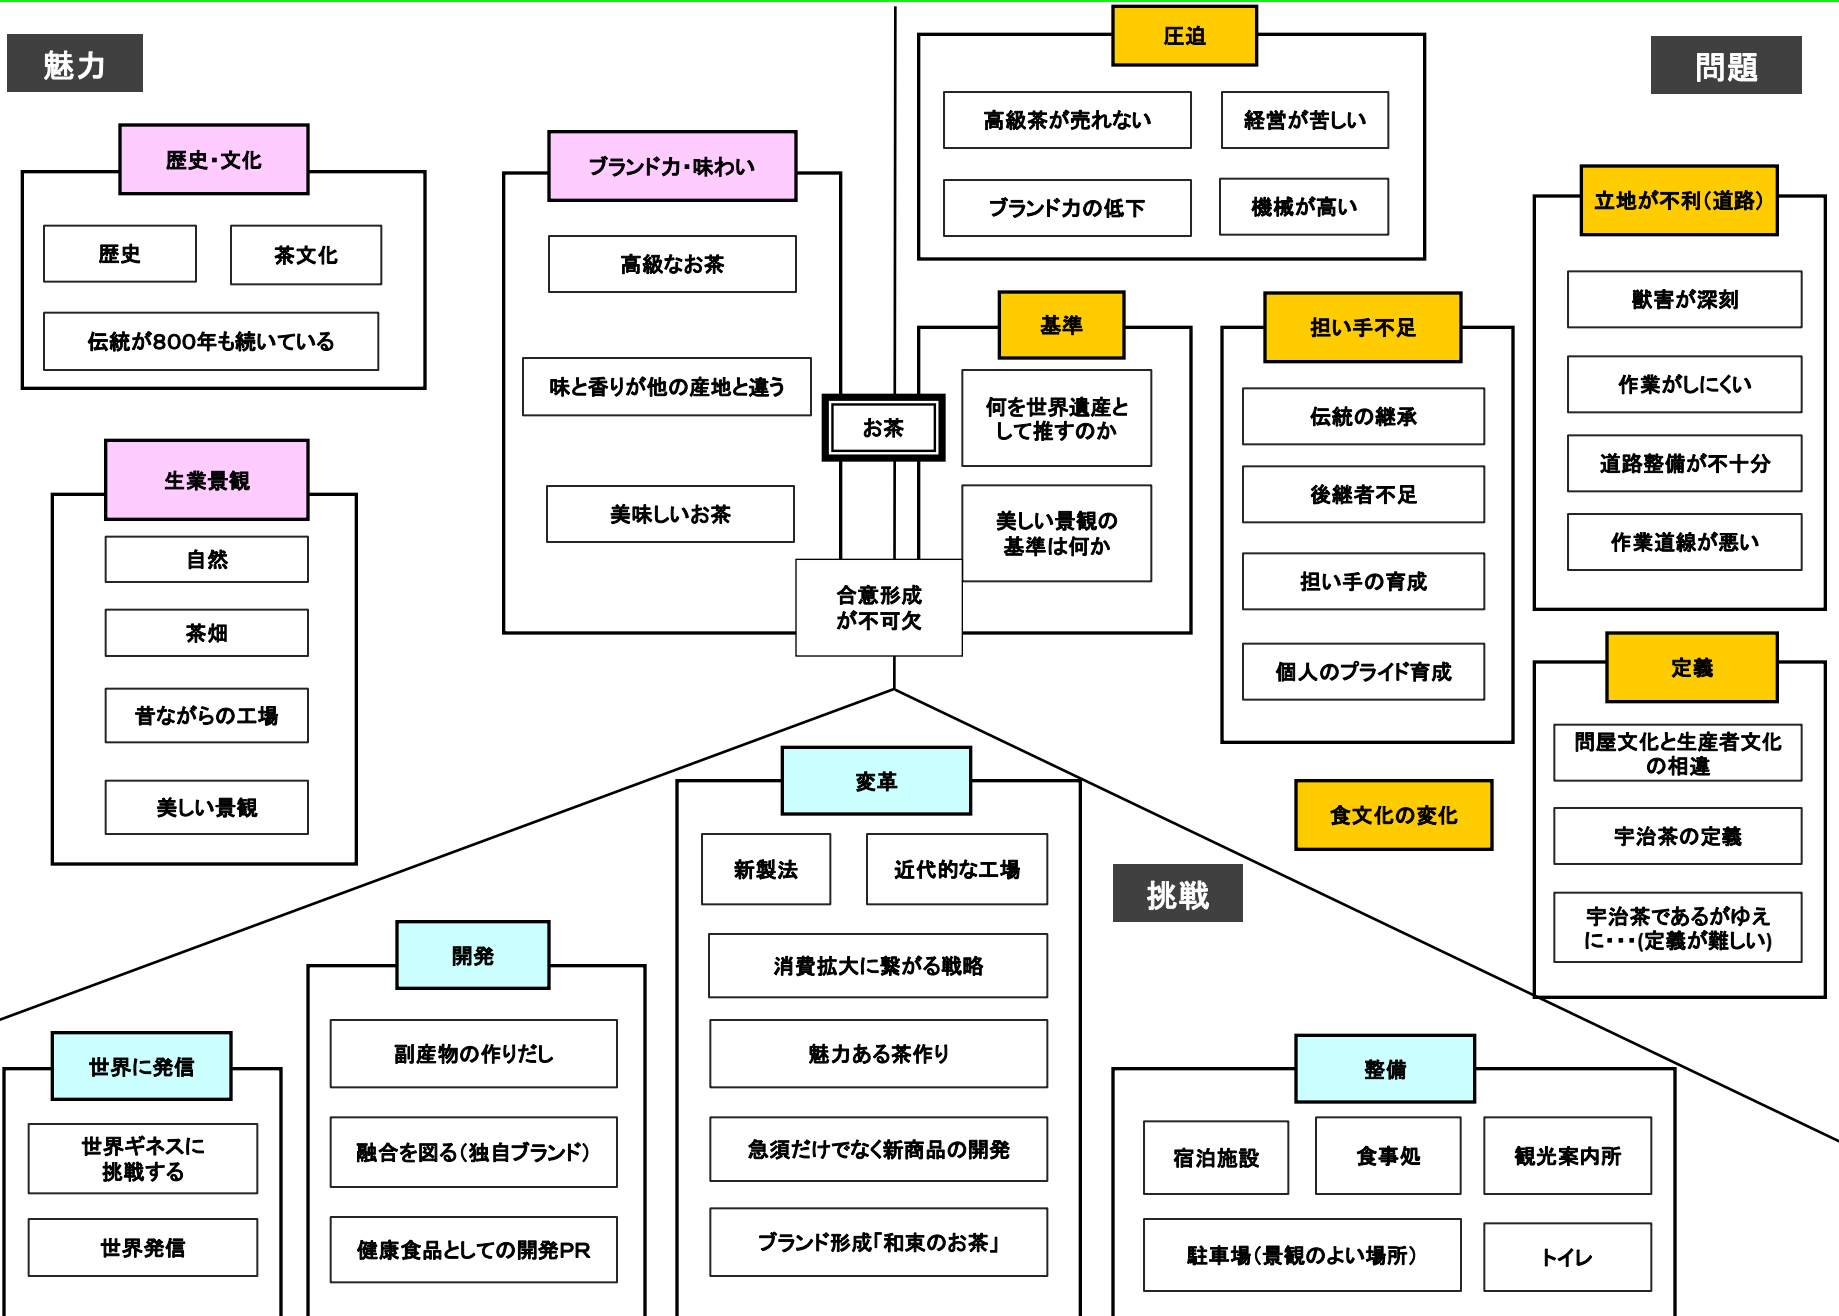 魅力
歴史・文化
歴史
茶文化
伝統が800年も続いている
生業景観
自然
茶畑
昔ながらの工場
美しい景観
ブランド力・味わい
高級なお茶
味と香りが他の産地と違う
美味しいお茶
お茶
合意形成
が不可欠
問題
圧迫
高級茶が売れない
経営が苦しい
ブランド力の低下
機械が高い
基準
何を世界遺産と
して推すのか
美しい景観の
基準は何か
担い手不足
伝統の継承
後継者不足
担い手の育成
個人のプライド育成
立地が不利(道路)
獣害が深刻
作業がしにくい
道路整備が不十分
作業道線が悪い
定義
問屋文化と生産者文化
の相違
宇治茶の定義
宇治茶であるがゆえ
に・・・(定義が難しい)
食文化の変化
挑戦
世界に発信
世界ギネスに
挑戦する
世界発信
開発
副産物の作りだし
融合を図る(独自ブランド)
健康食品としての開発PR
変革
新製法
近代的な工場
消費拡大に繋がる戦略
魅力ある茶作り
急須だけでなく新商品の開発
ブランド形成「和束のお茶」
整備
宿泊施設
食事処
観光案内所
駐車場(景観のよい場所)
トイレ